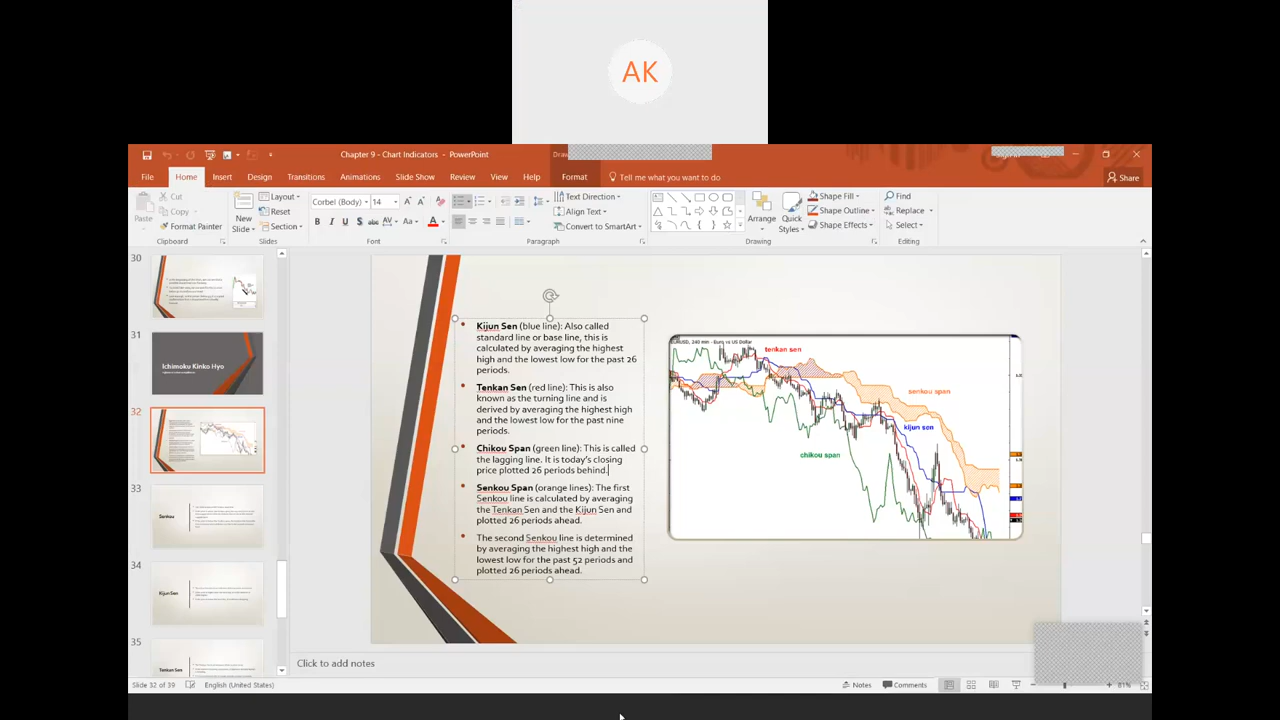 AK
Chapter 9 - Chart Indicators - PowerPoint
File Home Insert Design Transitions Animations Slide Show Review View Help Format Tell me what you want to do Share
Cut
Copy
Format Painter
Paste
Clipboard
New Slide
Layout
Reset
Section
Slides
Corbel (Body) 14
Font
Text Direction
Align Text
Convert to SmartArt
Paragraph
Arrange
Quick Styles
Shape Fill
Shape Outline
Shape Effects
Drawing
Find
Replace
Select
Editing
30
31
Ichimoku Kinko Hyo
32
33
Senkou
34
Kijun Sen
35
Tenkan Sen
Kijun Sen (blue line): Also called
standard line or base line, this is
calculated by averaging the highest
high and the lowest low for the past 26
periods.
Tenkan Sen (red line): This is also
known as the turning line and is
derived by averaging the highest high
and the lowest low for the past nine
periods.
Chikou Span (green line): This is called
the lagging line. It is today's closing
price plotted 26 periods behind.
Senkou Span (orange lines): The first
Senkou line is calculated by averaging
the Tenkan Sen and the Kijun Sen and
plotted 26 periods ahead.
The second Senkou line is determined
by averaging the highest high and the
lowest low for the past 52 periods and
plotted 26 periods ahead.
EURUSD, 240 min - Euro vs US Dollar
tenkan sen
senkou span
kijun sen
chikou span
Click to add notes
Slide 32 of 39 English (United States)
Notes Comments 81%